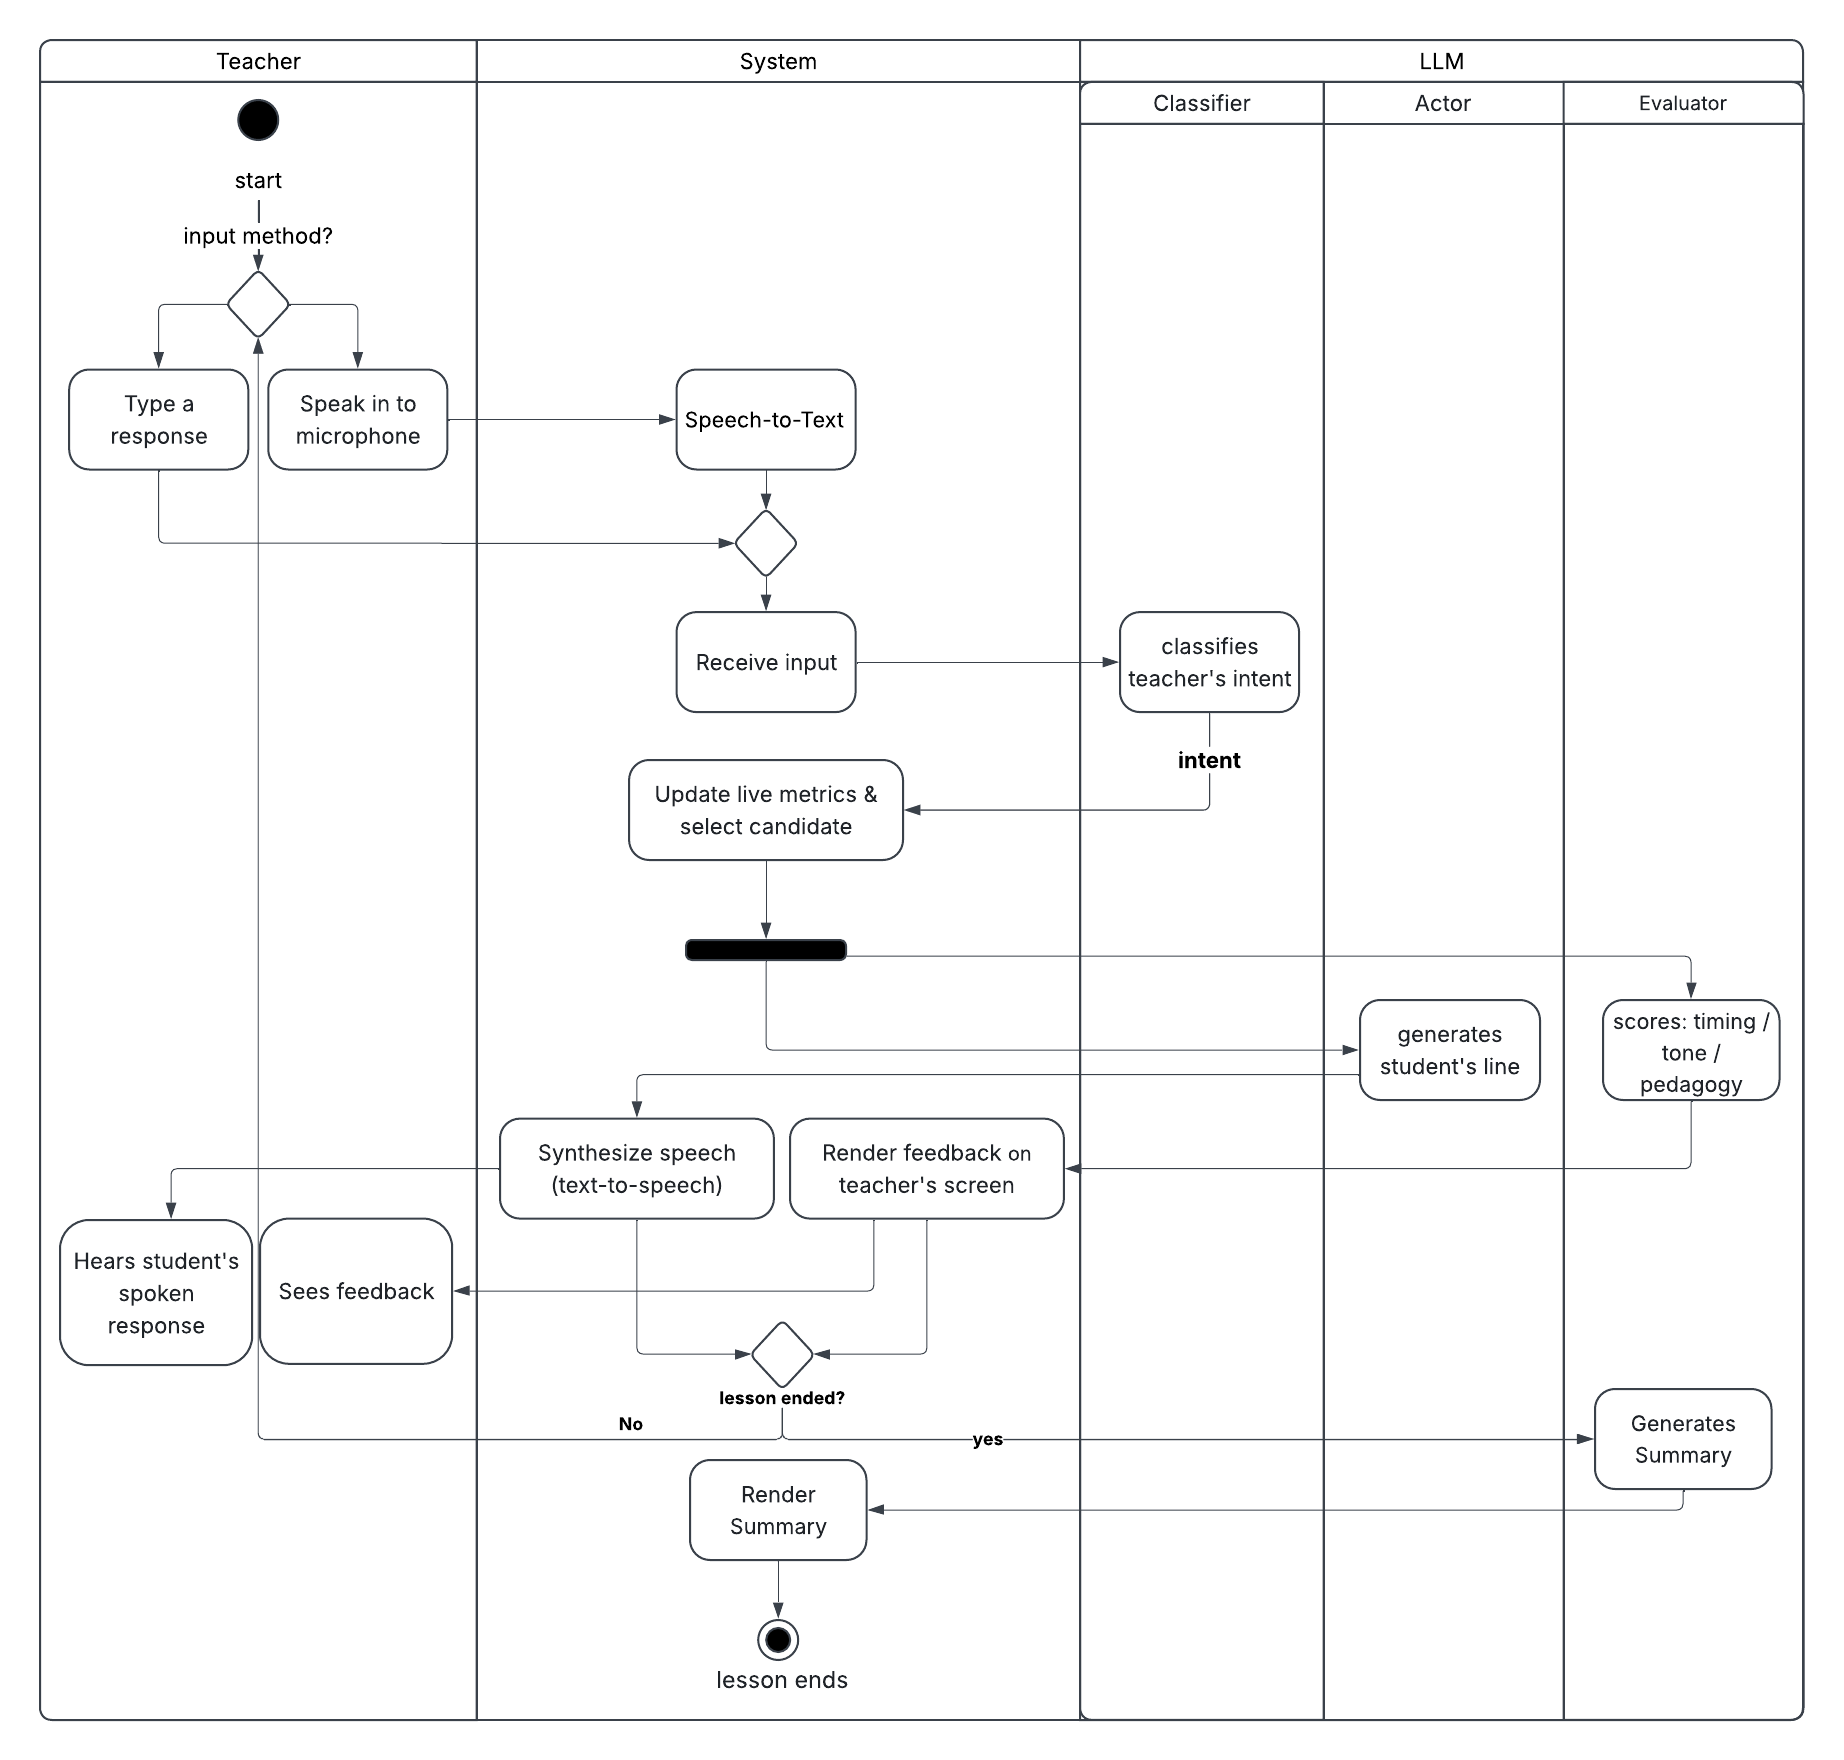 Teacher
System
LLM
Classifier
Actor
Evaluator
start
input method?
Type a
response
Speak in to
microphone
Speech-to-Text
Receive input
classifies
teacher's intent
intent
Update live metrics &
select candidate
generates
student's line
scores: timing /
tone /
pedagogy
Synthesize speech
(text-to-speech)
Render feedback on
teacher's screen
Hears student's
spoken
response
Sees feedback
lesson ended?
No
yes
Generates
Summary
Render
Summary
lesson ends